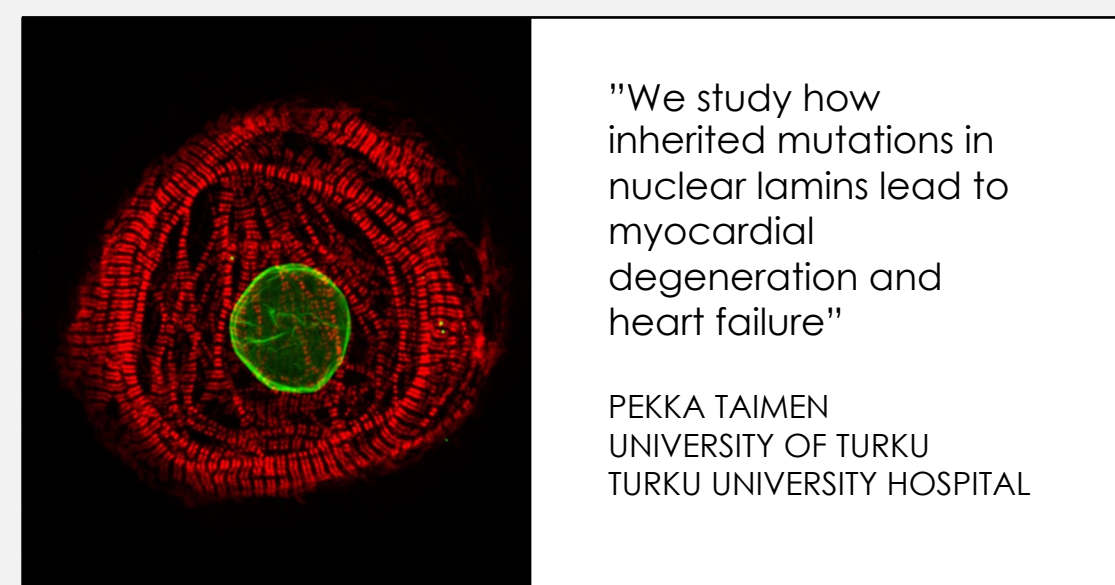 ”We study how
inherited mutations in
nuclear lamins lead to
myocardial
degeneration and
heart failure”
PEKKA TAIMEN
UNIVERSITY OF TURKU
TURKU UNIVERSITY HOSPITAL